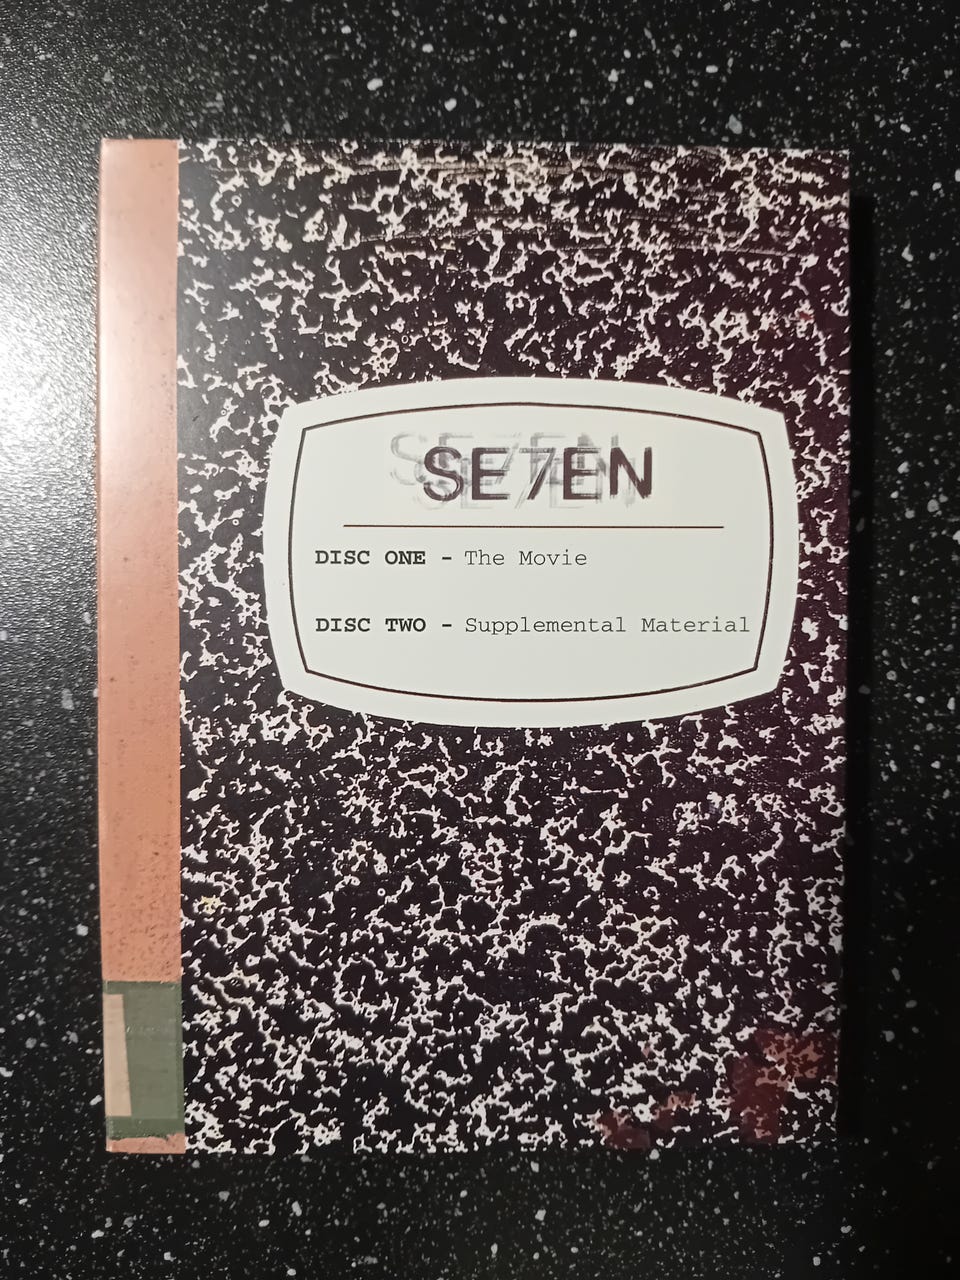 SE7EN
DISC ONE - The Movie
DISC TWO - Supplemental Material